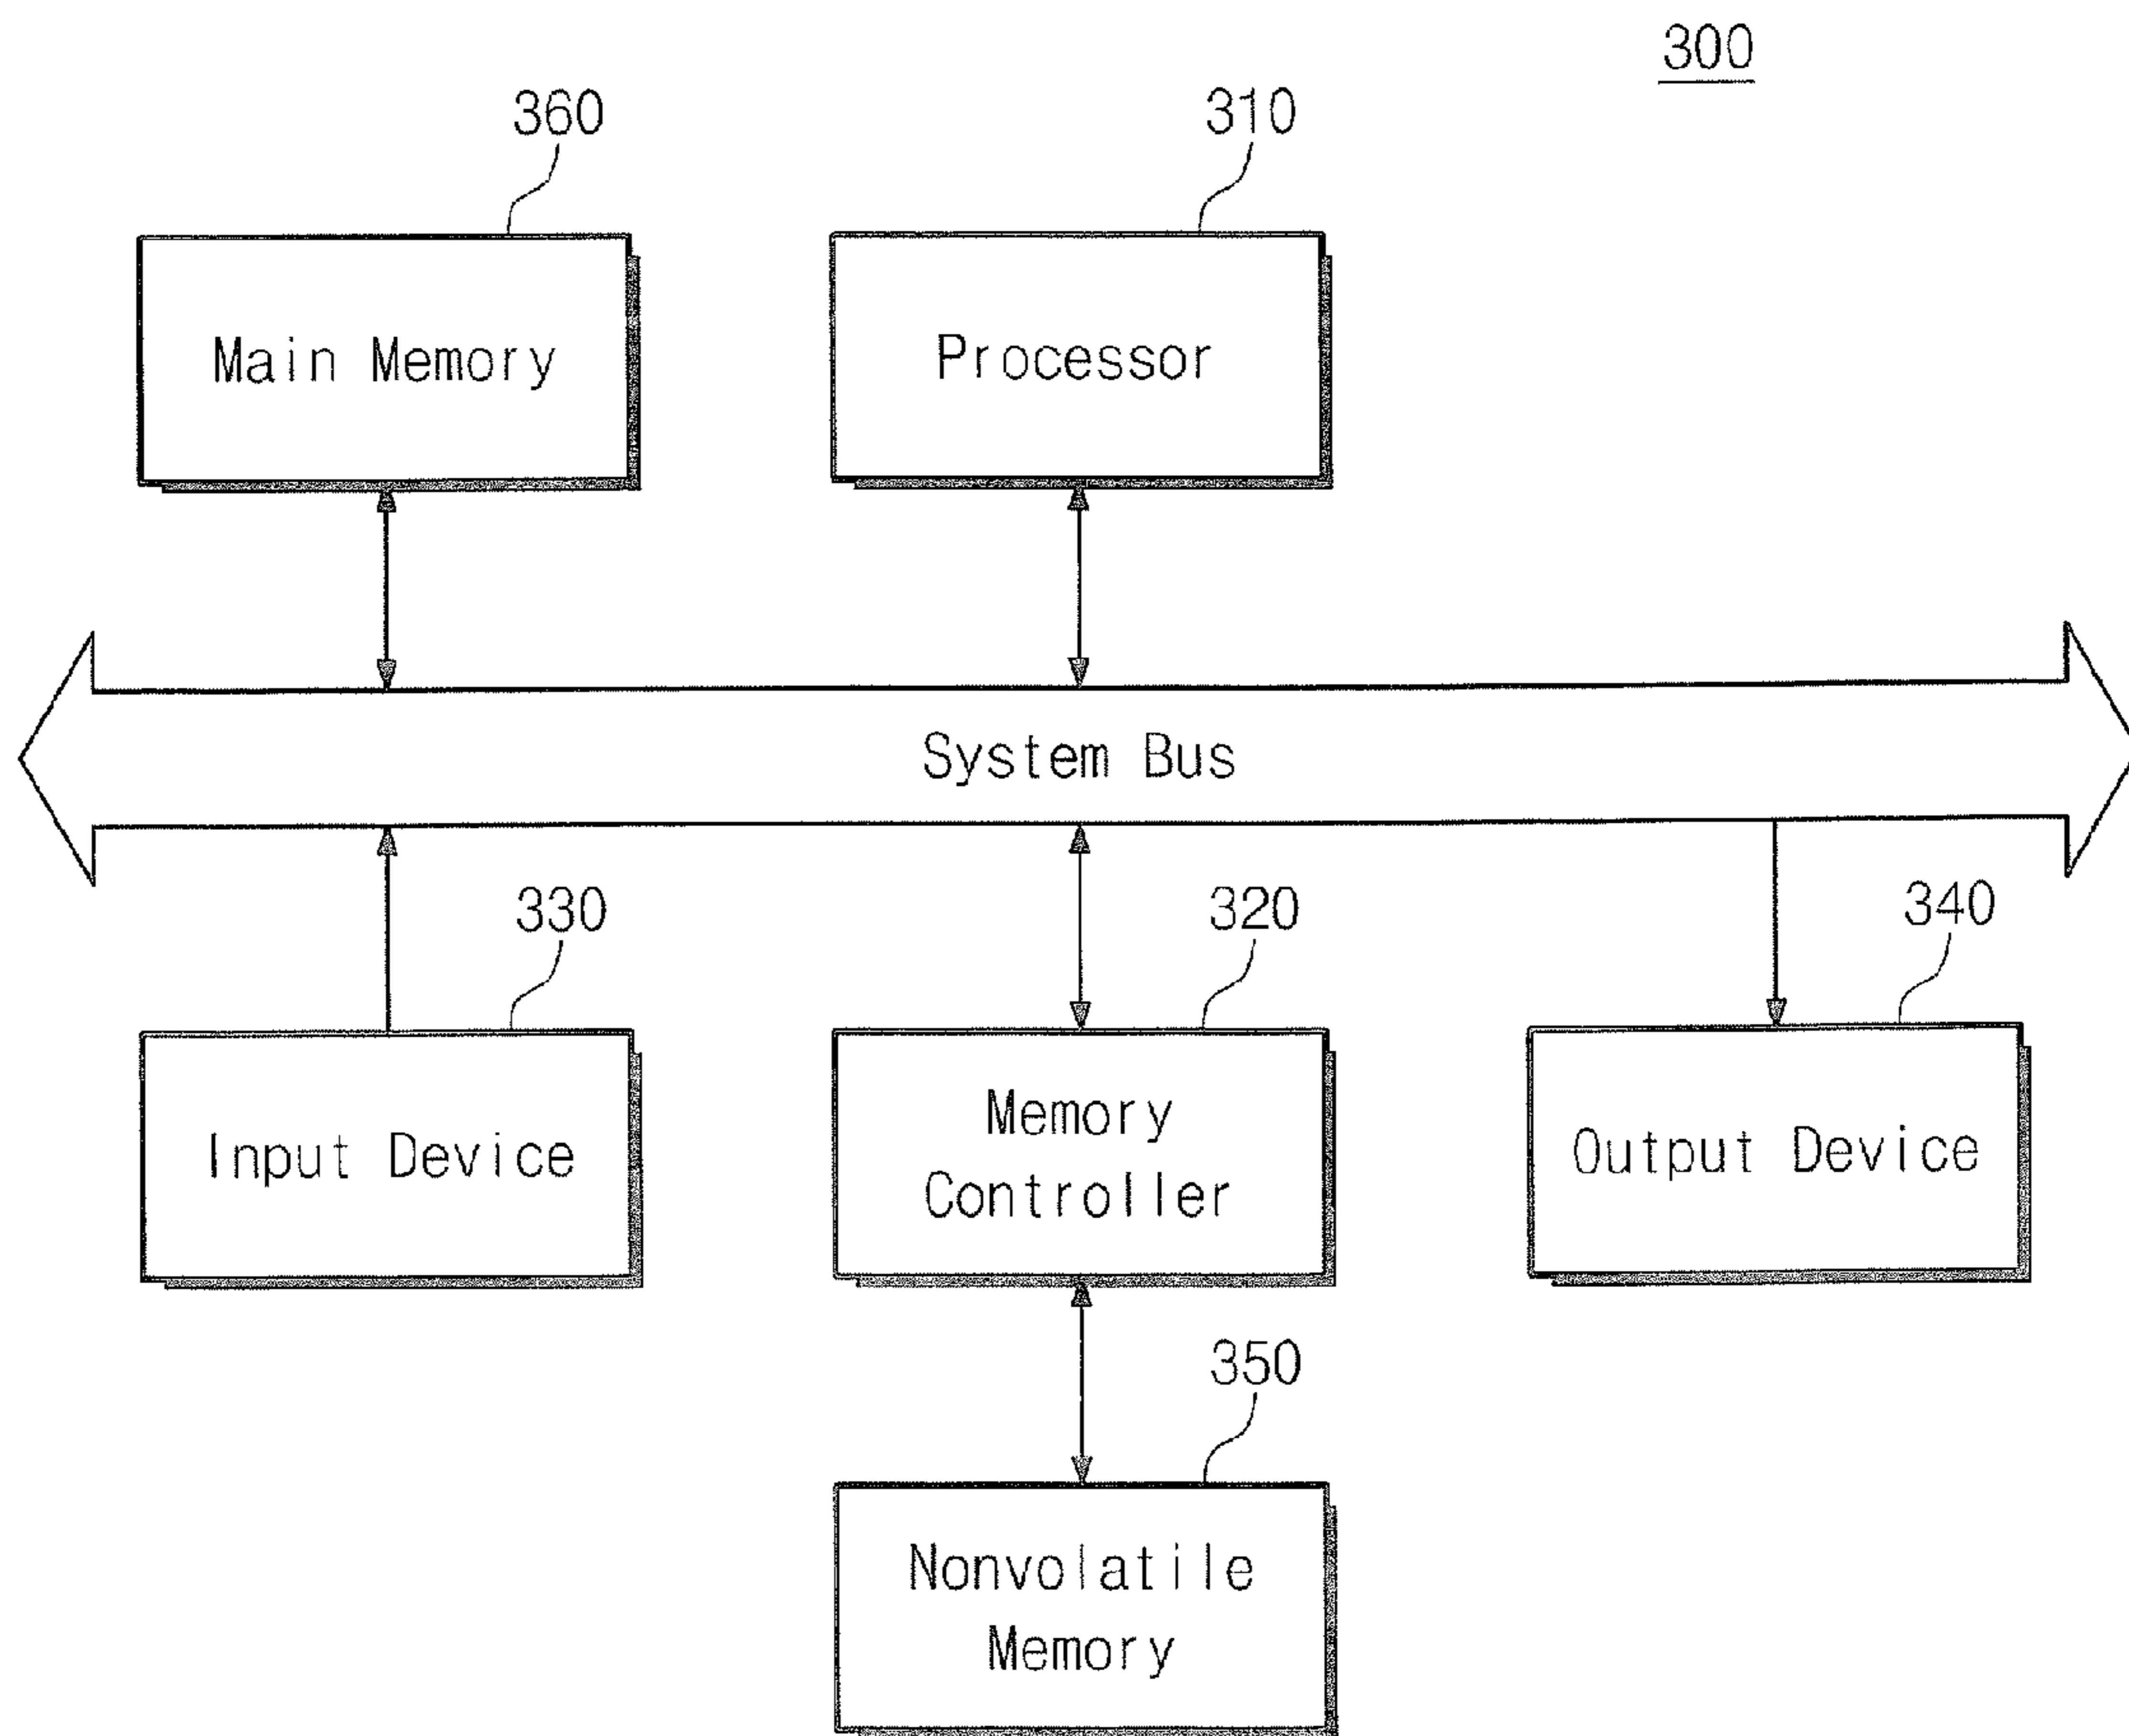 300
360
310
Main Memory
Processor
System Bus
330
320
340
Input Device
Memory
Controller
Output Device
350
Nonvolatile
Memory